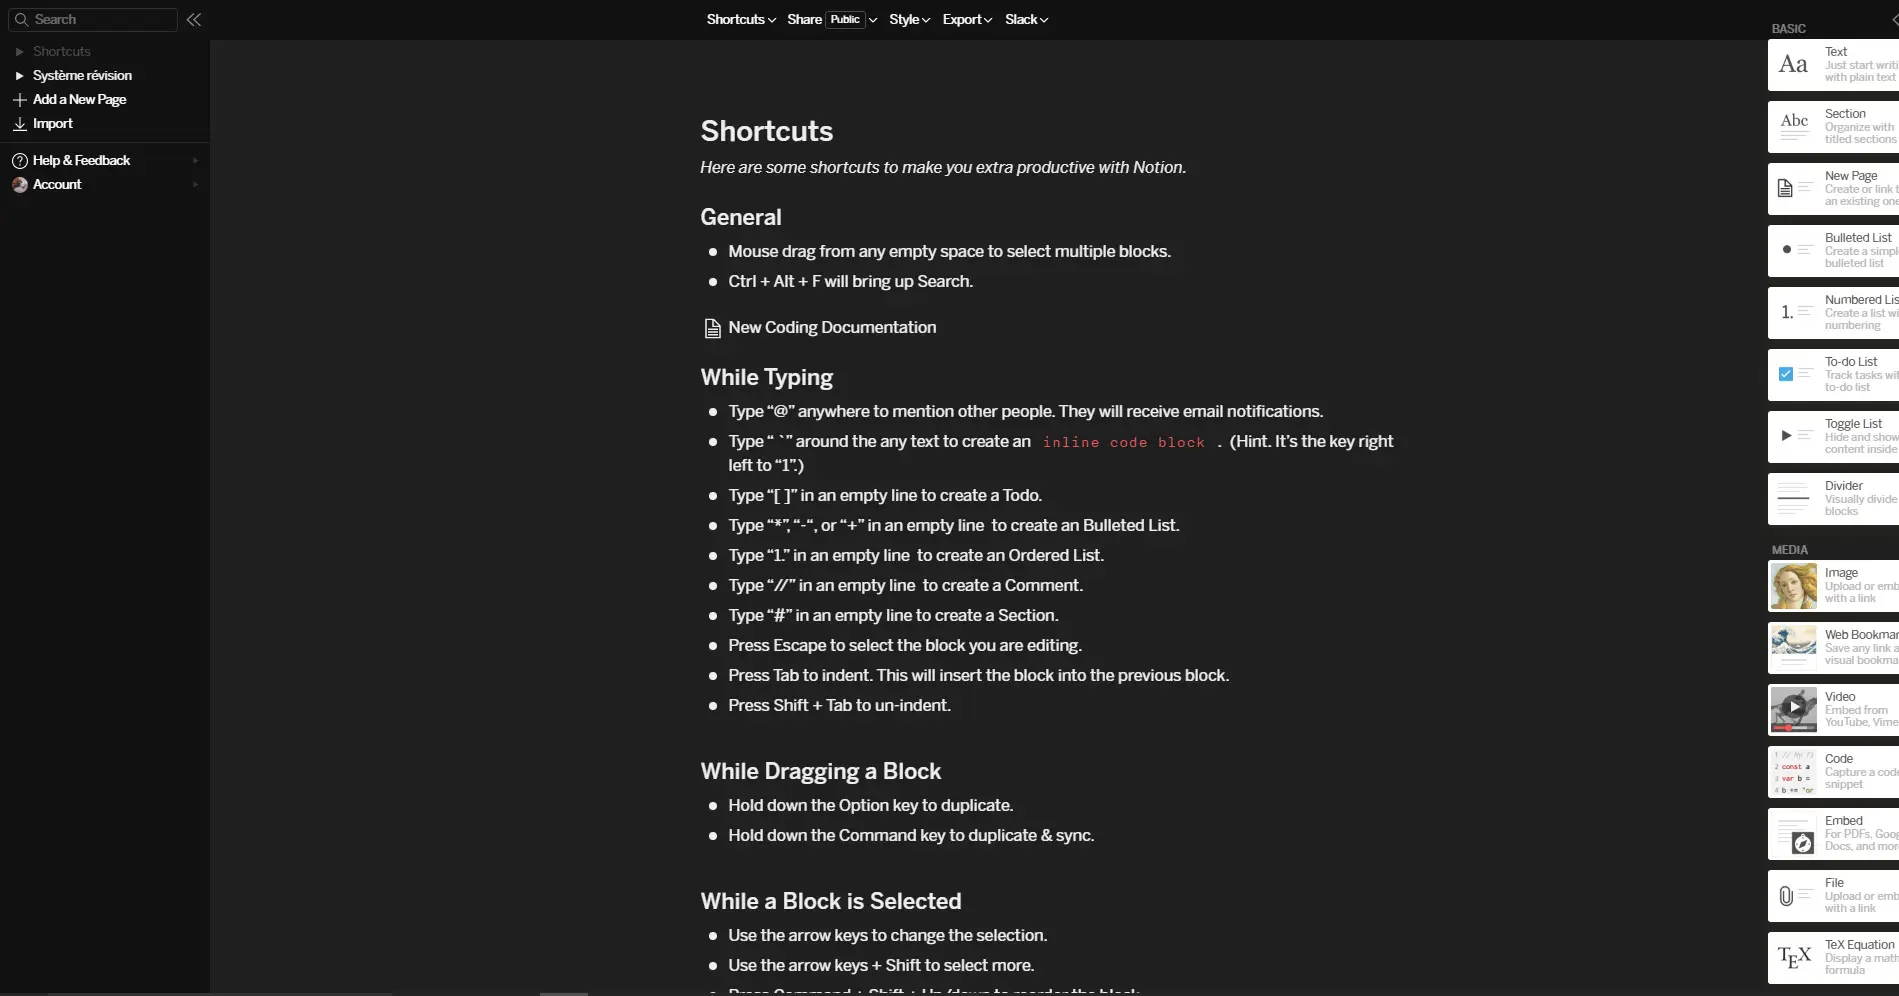 Search
Shortcuts
Système révision
Add a New Page
Import
Help & Feedback
Account
Shortcuts Share Public Style Export Slack
Shortcuts
Here are some shortcuts to make you extra productive with Notion.
General
Mouse drag from any empty space to select multiple blocks.
Ctrl + Alt + F will bring up Search.
New Coding Documentation
While Typing
Type “@” anywhere to mention other people. They will receive email notifications.
Type “ `” around the any text to create an inline code block . (Hint. It’s the key right
left to “1”.)
Type “[ ]” in an empty line to create a Todo.
Type “*”, “-“, or “+” in an empty line to create an Bulleted List.
Type “1.” in an empty line to create an Ordered List.
Type “//” in an empty line to create a Comment.
Type “#” in an empty line to create a Section.
Press Escape to select the block you are editing.
Press Tab to indent. This will insert the block into the previous block.
Press Shift + Tab to un-indent.
While Dragging a Block
Hold down the Option key to duplicate.
Hold down the Command key to duplicate & sync.
While a Block is Selected
Use the arrow keys to change the selection.
Use the arrow keys + Shift to select more.
BASIC
Aa
Text
Just start writi
with plain text
Abc
Section
Organize with
titled sections
New Page
Create or link t
an existing one
Bulleted List
Create a simpl
bulleted list
1.
Numbered Lis
Create a list wi
numbering
To-do List
Track tasks wit
to-do list
Toggle List
Hide and show
content inside
Divider
Visually divide
blocks
MEDIA
Image
Upload or emb
with a link
Web Bookmar
Save any link a
visual bookma
Video
Embed from
YouTube, Vime
const a
var b =
b += "or
Code
Capture a code
snippet
Embed
For PDFs, Goog
Docs, and mor
File
Upload or emb
with a link
TEX
TeX Equation
Display a math
formula